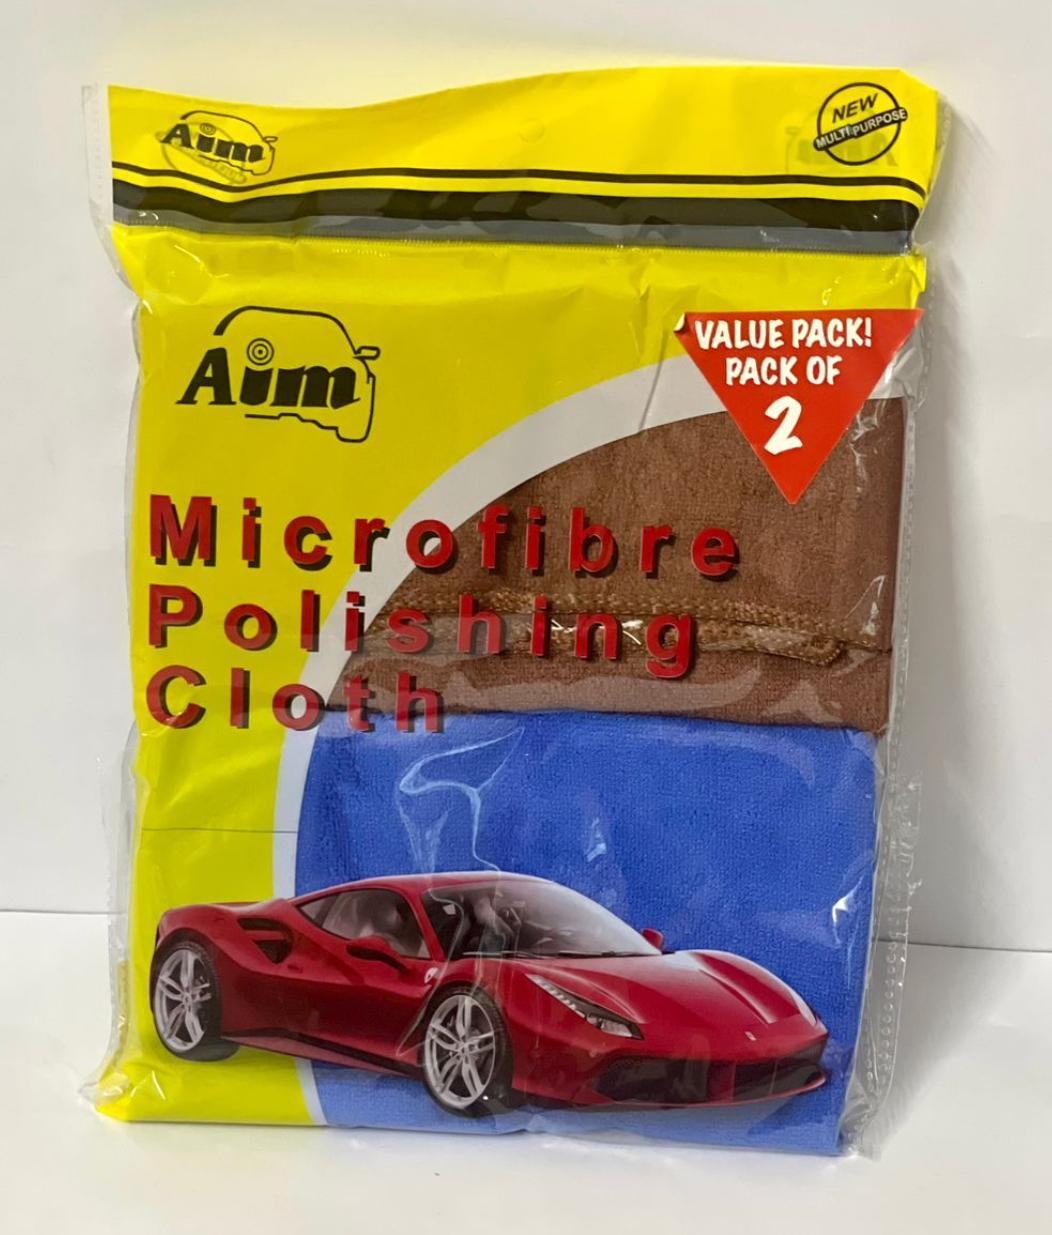 Aim
NEW
MULTI PURPOSE
Aim
VALUE PACK!
PACK OF
2
Microfibre
Polishing
Cloth